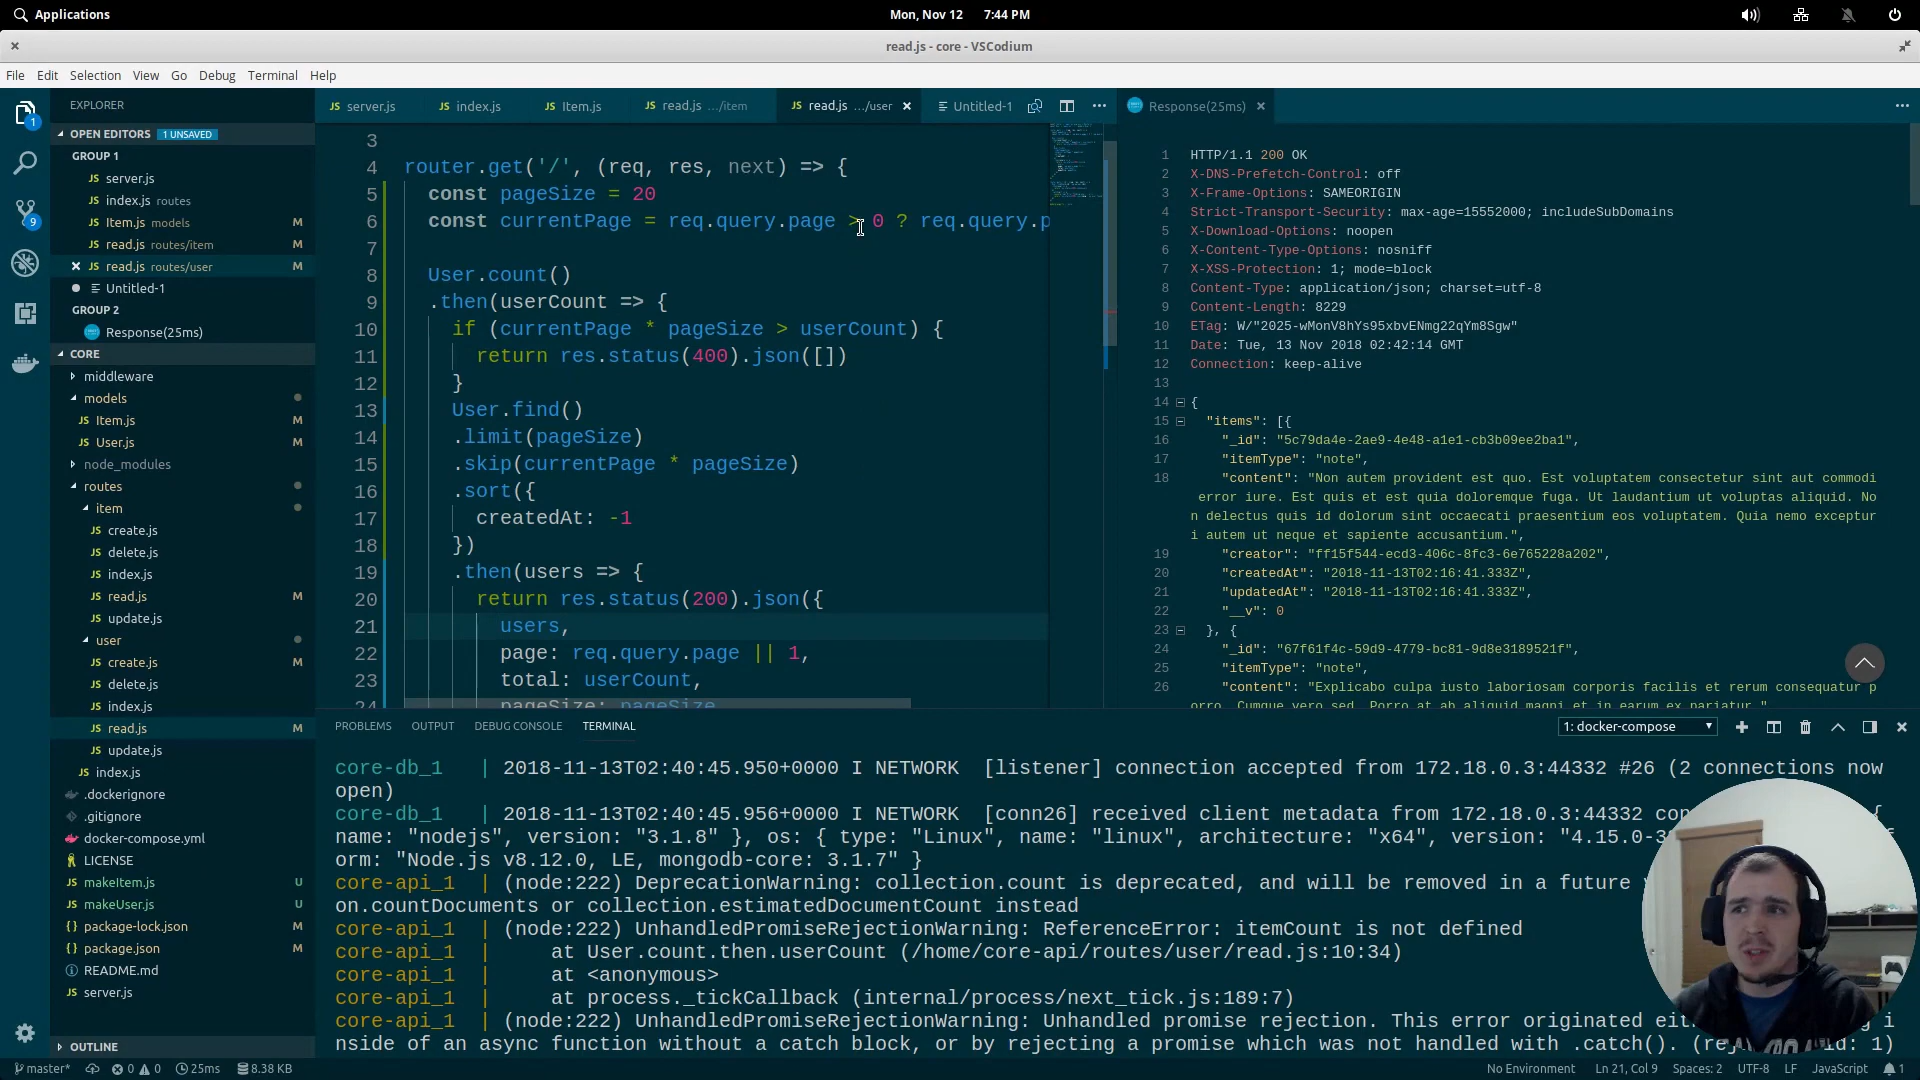 Applications
Mon, Nov 12 7:44 PM
read.js - core - VSCodium
File Edit Selection View Go Debug Terminal Help
EXPLORER
OPEN EDITORS 1 UNSAVED
GROUP 1
JS server.js
JS index.js routes
JS Item.js models M
JS read.js routes/item M
JS read.js routes/user M
Untitled-1
GROUP 2
Response(25ms)
CORE
middleware
models
JS Item.js M
JS User.js M
node_modules
routes
item
JS create.js
JS delete.js
JS index.js
JS read.js M
JS update.js
user
JS create.js M
JS delete.js
JS index.js
JS read.js M
JS update.js
JS index.js
.dockerignore
.gitignore
docker-compose.yml
LICENSE
JS makeItem.js U
JS makeUser.js U
{} package-lock.json M
{} package.json M
README.md
JS server.js
OUTLINE
1
9
JS server.js JS index.js JS Item.js JS read.js .../item JS read.js .../user Untitled-1
3
4 router.get('/', (req, res, next) => {
5 const pageSize = 20
6 const currentPage = req.query.page > 0 ? req.query.p
7
8 User.count()
9 .then(userCount => {
10 if (currentPage * pageSize > userCount) {
11 return res.status(400).json([])
12 }
13 User.find()
14 .limit(pageSize)
15 .skip(currentPage * pageSize)
16 .sort({
17 createdAt: -1
18 })
19 .then(users => {
20 return res.status(200).json({
21 users,
22 page: req.query.page || 1,
23 total: userCount,
24 pageSize: pageSize
Response(25ms)
1 HTTP/1.1 200 OK
2 X-DNS-Prefetch-Control: off
3 X-Frame-Options: SAMEORIGIN
4 Strict-Transport-Security: max-age=15552000; includeSubDomains
5 X-Download-Options: noopen
6 X-Content-Type-Options: nosniff
7 X-XSS-Protection: 1; mode=block
8 Content-Type: application/json; charset=utf-8
9 Content-Length: 8229
10 ETag: W/"2025-wMonV8hYs95xbvENmg22qYm8Sgw"
11 Date: Tue, 13 Nov 2018 02:42:14 GMT
12 Connection: keep-alive
13
14 {
15 "items": [{
16 "_id": "5c79da4e-2ae9-4e48-a1e1-cb3b09ee2ba1",
17 "itemType": "note",
18 "content": "Non autem provident est quo. Est voluptatem consectetur sint aut commodi
error iure. Est quis et est quia doloremque fuga. Ut laudantium ut voluptas aliquid. No
n delectus quis id dolorum sint occaecati praesentium eos voluptatem. Quia nemo exceptur
i autem ut neque et sapiente accusantium.",
19 "creator": "ff15f544-ecd3-406c-8fc3-6e765228a202",
20 "createdAt": "2018-11-13T02:16:41.333Z",
21 "updatedAt": "2018-11-13T02:16:41.333Z",
22 "__v": 0
23 }, {
24 "_id": "67f61f4c-59d9-4779-bc81-9d8e3189521f",
25 "itemType": "note",
26 "content": "Explicabo culpa iusto laboriosam corporis facilis et rerum consequatur p
orro. Cumque vero sed. Porro at ab aliquid magni et in earum ex pariatur."
PROBLEMS OUTPUT DEBUG CONSOLE TERMINAL
1: docker-compose
core-db_1 | 2018-11-13T02:40:45.950+0000 I NETWORK [listener] connection accepted from 172.18.0.3:44332 #26 (2 connections now
open)
core-db_1 | 2018-11-13T02:40:45.956+0000 I NETWORK [conn26] received client metadata from 172.18.0.3:44332 {
name: "nodejs", version: "3.1.8" }, os: { type: "Linux", name: "linux", architecture: "x64", version: "4.15.0-3
orm: "Node.js v8.12.0, LE, mongodb-core: 3.1.7" }
core-api_1 | (node:222) DeprecationWarning: collection.count is deprecated, and will be removed in a future
on.countDocuments or collection.estimatedDocumentCount instead
core-api_1 | (node:222) UnhandledPromiseRejectionWarning: ReferenceError: itemCount is not defined
core-api_1 | at User.count.then.userCount (/home/core-api/routes/user/read.js:10:34)
core-api_1 | at <anonymous>
core-api_1 | at process._tickCallback (internal/process/next_tick.js:189:7)
core-api_1 | (node:222) UnhandledPromiseRejectionWarning: Unhandled promise rejection. This error originated i
nside of an async function without a catch block, or by rejecting a promise which was not handled with .catch(). id: 1)
master* 0 0 25ms 8.38 KB
No Environment Ln 21, Col 9 Spaces: 2 UTF-8 LF JavaScript 1